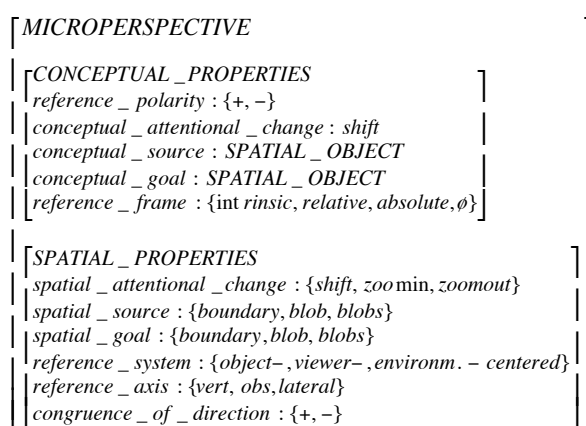 MICROPERSPECTIVE
CONCEPTUAL _PROPERTIES
reference _ polarity : {+, −}
conceptual _ attentional _ change : shift
conceptual _ source : SPATIAL _ OBJECT
conceptual _ goal : SPATIAL _ OBJECT
reference _ frame : {int rinsic, relative, absolute, ø}
SPATIAL _ PROPERTIES
spatial _ attentional _change : {shift, zoo min, zoomout}
spatial _ source : {boundary, blob, blobs}
spatial _ goal : {boundary, blob, blobs}
reference _ system : {object− , viewer− , environm. − centered}
reference _ axis : {vert, obs, lateral}
congruence _ of _ direction : {+, −}